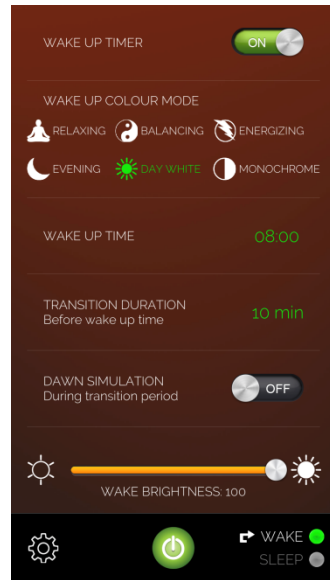 WAKE UP TIMER ON
WAKE UP COLOUR MODE
RELAXING BALANCING ENERGIZING
EVENING DAY WHITE MONOCHROME
WAKE UP TIME 08:00
TRANSITION DURATION
Before wake up time
10 min
DAWN SIMULATION
During transition period
OFF
WAKE BRIGHTNESS: 100
WAKE
SLEEP